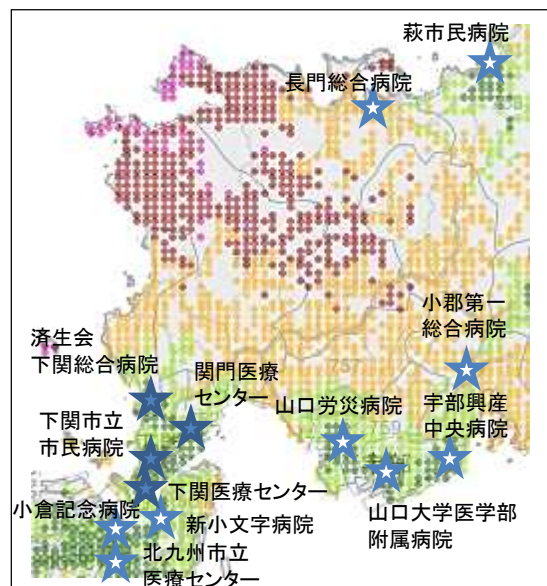 萩市民病院
長門総合病院
小郡第一
総合病院
済生会
下関総合病院
関門医療
センター
山口労災病院
宇部興産
中央病院
下関市立
市民病院
下関医療センター
小倉記念病院
新小文字病院
山口大学医学部
附属病院
北九州市立
医療センター